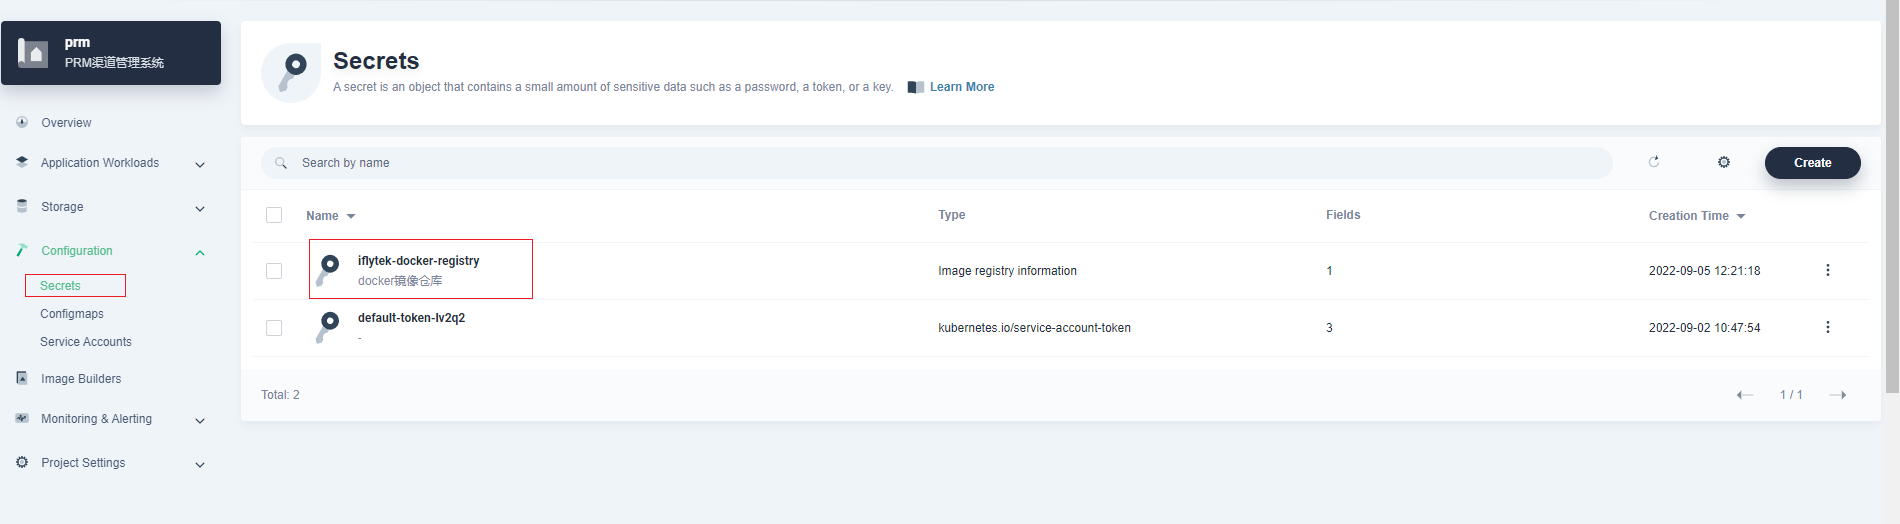 prm
PRM渠道管理系统
Overview
Application Workloads
Storage
Configuration
Secrets
Configmaps
Service Accounts
Image Builders
Monitoring & Alerting
Project Settings
Secrets
A secret is an object that contains a small amount of sensitive data such as a password, a token, or a key. Learn More
Search by name
Create
Name Type Fields Creation Time
iflytek-docker-registry
docker镜像仓库
Image registry information 1 2022-09-05 12:21:18
default-token-lv2q2
-
kubernetes.io/service-account-token 3 2022-09-02 10:47:54
Total: 2
1 / 1